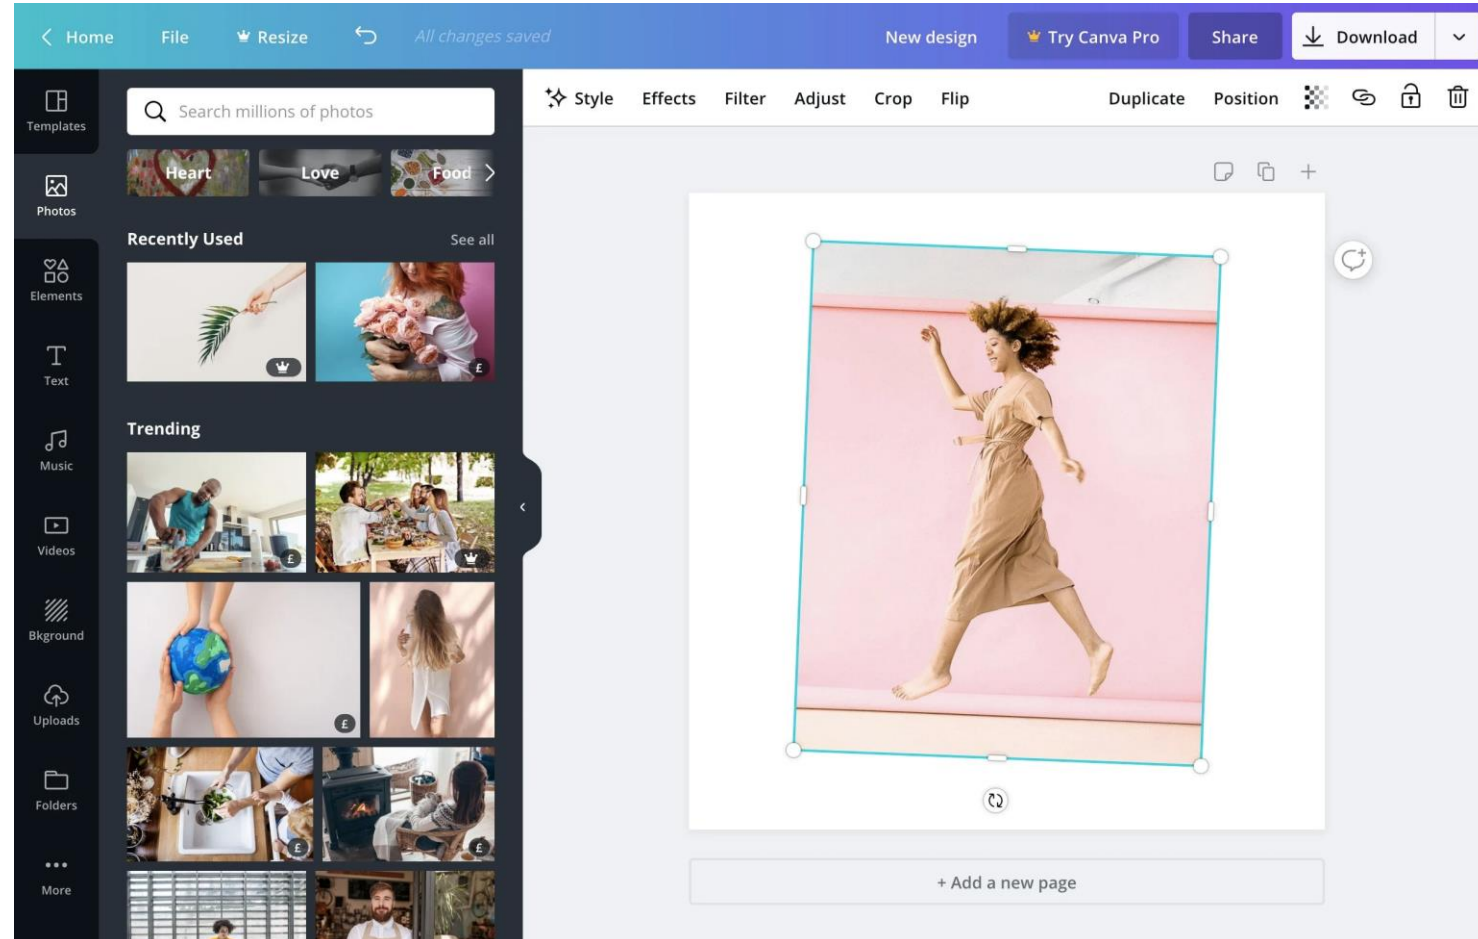 Home File Resize All changes saved New design Try Canva Pro Share Download
Style Effects Filter Adjust Crop Flip Duplicate Position
Templates
Photos
Elements
Text
Music
Videos
Bkground
Uploads
Folders
More
Search millions of photos
Heart Love Food
Recently Used See all
£
Trending
£
£
£ £
+ Add a new page